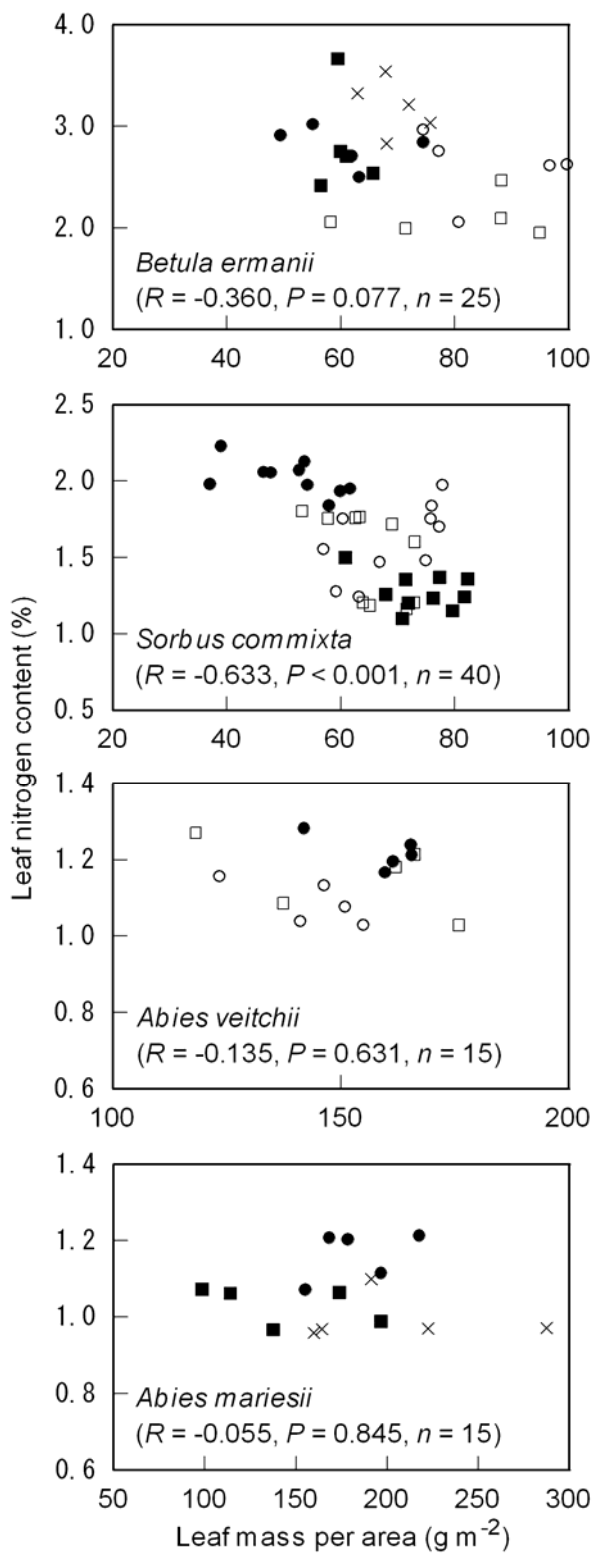 4.0
3.0
2.0
1.0
Betula ermanii
(R = -0.360, P = 0.077, n = 25)
20 40 60 80 100
2.5
2.0
1.5
1.0
0.5
Sorbus commixta
(R = -0.633, P < 0.001, n = 40)
20 40 60 80 100
Leaf nitrogen content (%)
1.4
1.2
1.0
0.8
0.6
Abies veitchii
(R = -0.135, P = 0.631, n = 15)
100 150 200
1.4
1.2
1.0
0.8
0.6
Abies mariesii
(R = -0.055, P = 0.845, n = 15)
50 100 150 200 250 300
Leaf mass per area (g m⁻²)